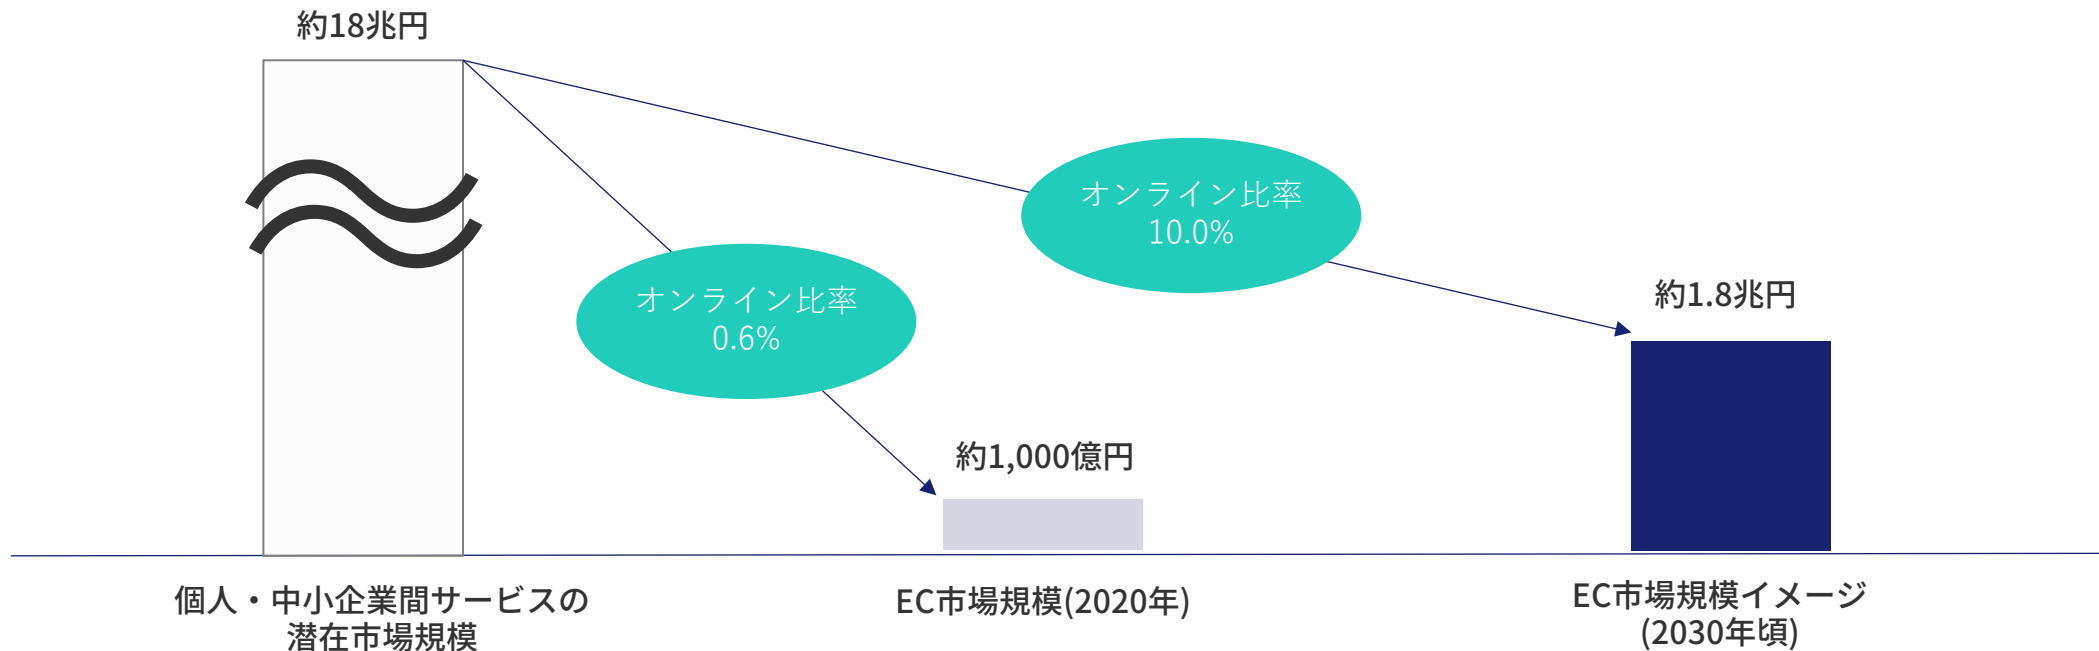 約18兆円
オンライン比率
10.0%
オンライン比率
0.6%
約1.8兆円
約1,000億円
個人・中小企業間サービスの
潜在市場規模
EC市場規模(2020年)
EC市場規模イメージ
(2030年頃)